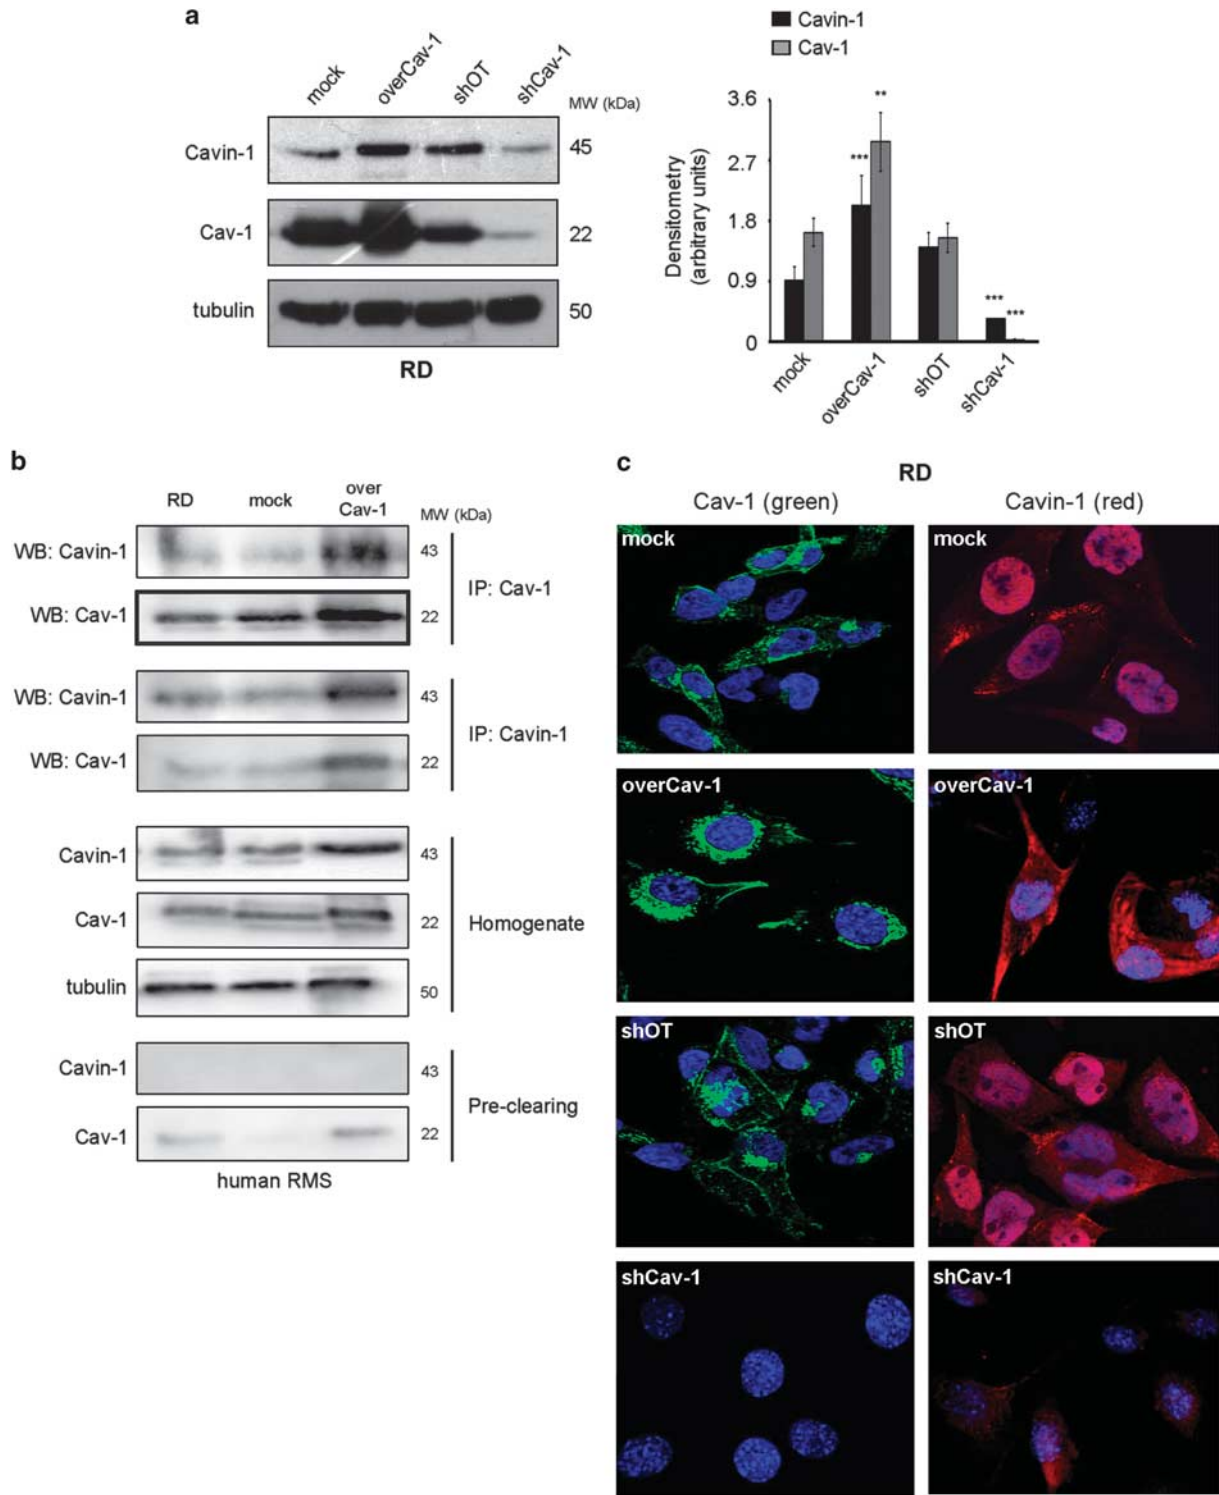 a
mock
overCav-1
shOT
shCav-1
MW (kDa)
Cavin-1
45
Cav-1
22
tubulin
50
RD
Cavin-1
Cav-1
Densitometry
(arbitrary units)
3.6
2.7
1.8
0.9
0
***
**
***
***
mock
overCav-1
shOT
shCav-1
b
RD
mock
over
Cav-1
MW (kDa)
WB: Cavin-1
43
WB: Cav-1
22
IP: Cav-1
WB: Cavin-1
43
WB: Cav-1
22
IP: Cavin-1
Cavin-1
43
Cav-1
22
tubulin
50
Homogenate
Cavin-1
43
Cav-1
22
Pre-clearing
human RMS
c
RD
Cav-1 (green)
Cavin-1 (red)
mock
mock
overCav-1
overCav-1
shOT
shOT
shCav-1
shCav-1